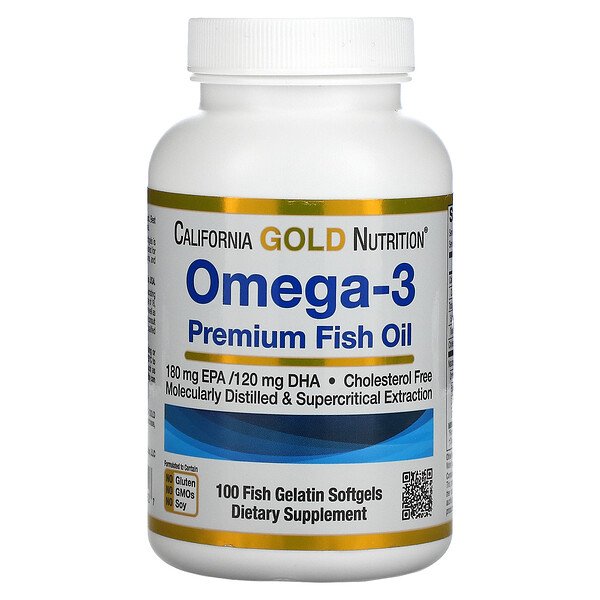 CALIFORNIA GOLD NUTRITION®
Omega-3
Premium Fish Oil
180 mg EPA /120 mg DHA • Cholesterol Free
Molecularly Distilled & Supercritical Extraction
Formulated to Contain
NO Gluten
NO GMOs
NO Soy
100 Fish Gelatin Softgels
Dietary Supplement